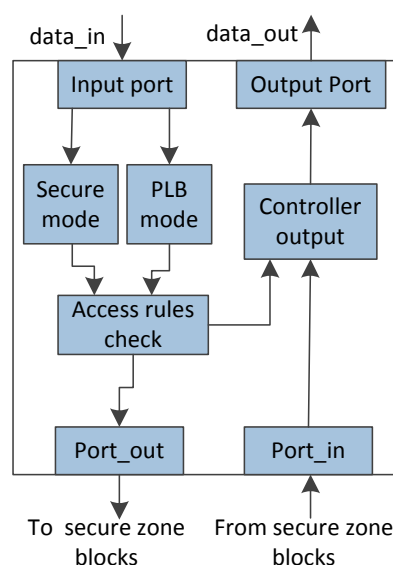 data_in
data_out
Input port
Output Port
Secure
mode
PLB
mode
Controller
output
Access rules
check
Port_out
Port_in
To secure zone
blocks
From secure zone
blocks